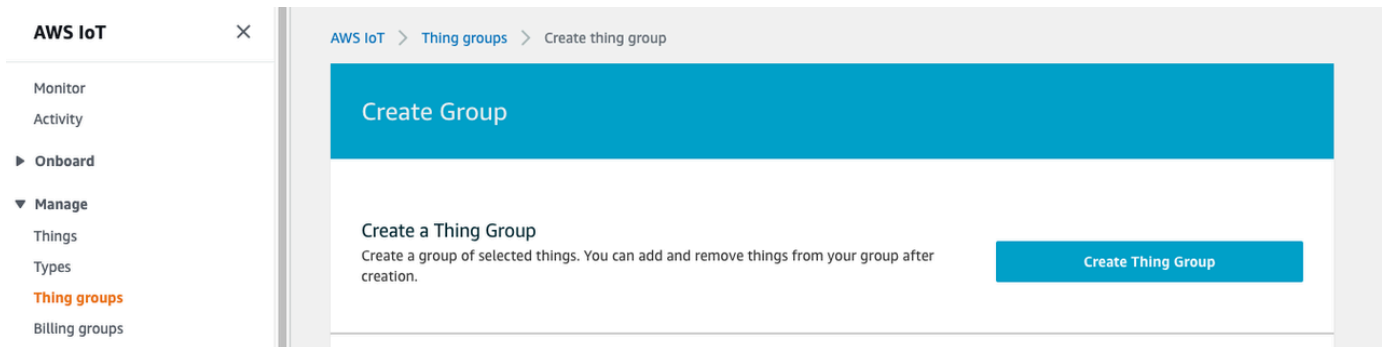 AWS IoT
Monitor
Activity
Onboard
Manage
Things
Types
Thing groups
Billing groups
AWS IoT > Thing groups > Create thing group
Create Group
Create a Thing Group
Create a group of selected things. You can add and remove things from your group after
creation.
Create Thing Group